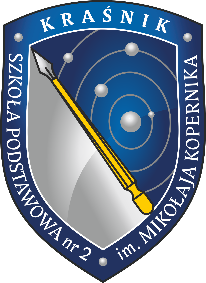 KRAŚNIK
SZKOŁA PODSTAWOWA nr 2
im. MIKOŁAJA KOPERNIKA